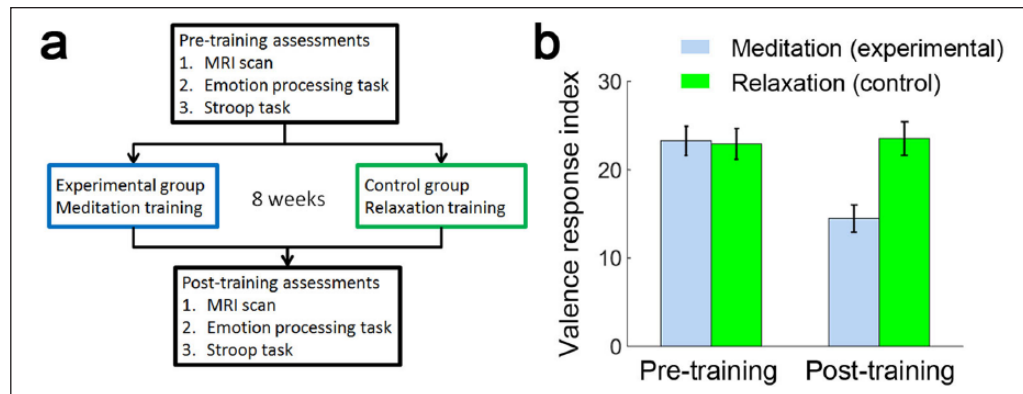 a
Pre-training assessments
1. MRI scan
2. Emotion processing task
3. Stroop task
Experimental group
Meditation training
8 weeks
Control group
Relaxation training
Post-training assessments
1. MRI scan
2. Emotion processing task
3. Stroop task
b
Meditation (experimental)
Relaxation (control)
Valence response index
30
20
10
0
Pre-training
Post-training